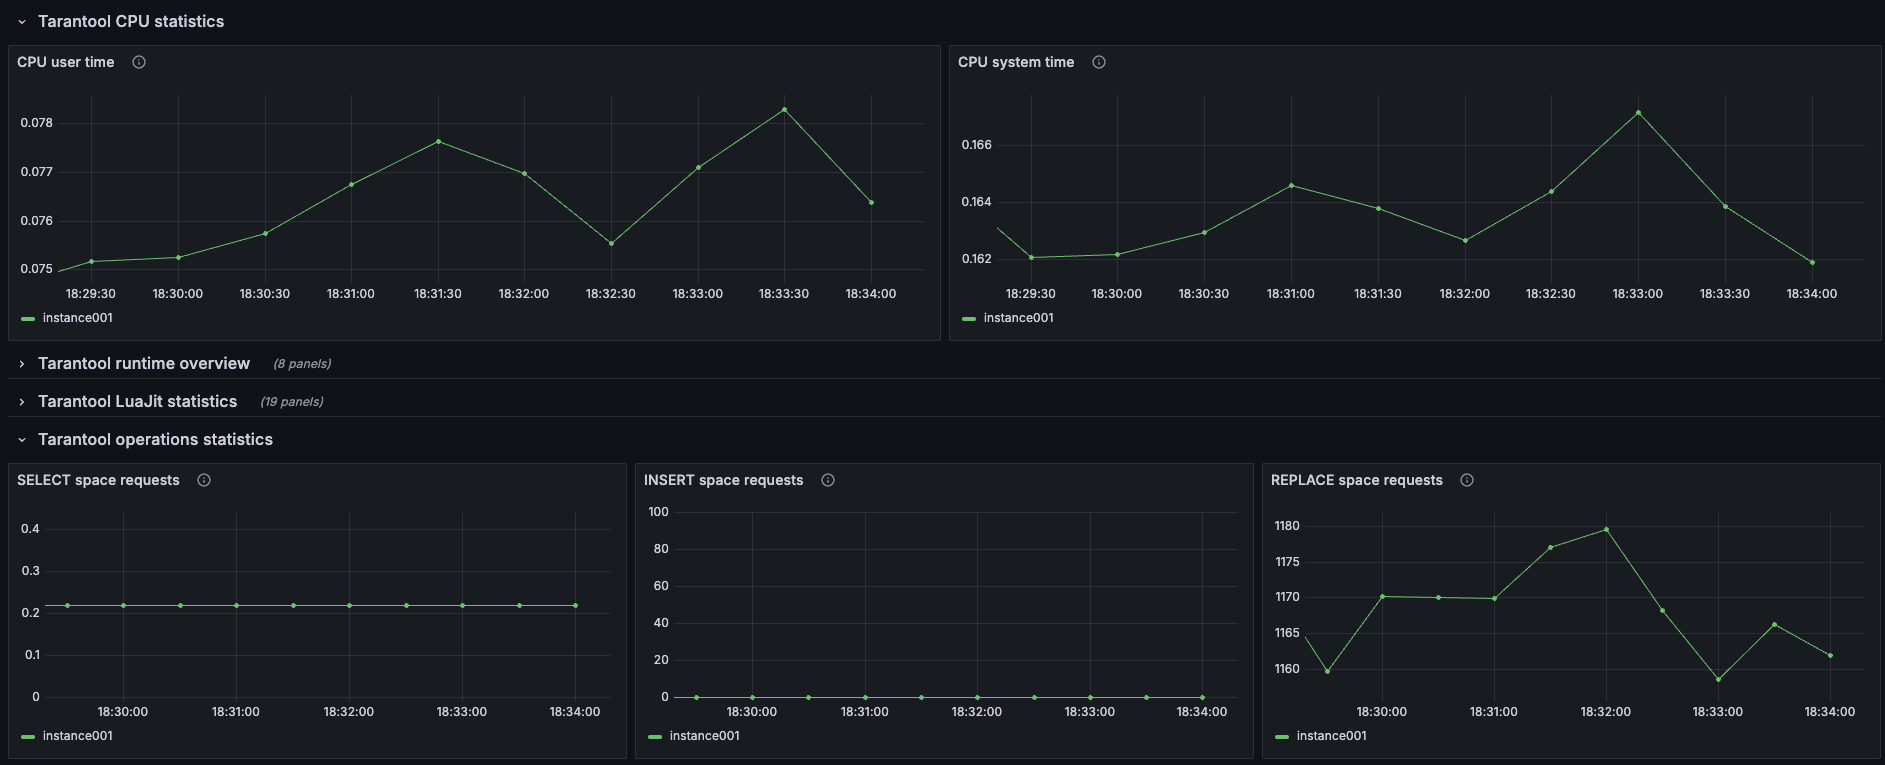 Tarantool CPU statistics
CPU user time
0.078
0.077
0.076
0.075
18:29:30 18:30:00 18:30:30 18:31:00 18:31:30 18:32:00 18:32:30 18:33:00 18:33:30 18:34:00
instance001
CPU system time
0.166
0.164
0.162
18:29:30 18:30:00 18:30:30 18:31:00 18:31:30 18:32:00 18:32:30 18:33:00 18:33:30 18:34:00
instance001
Tarantool runtime overview (8 panels)
Tarantool LuaJit statistics (19 panels)
Tarantool operations statistics
SELECT space requests
0.4
0.3
0.2
0.1
0
18:30:00 18:31:00 18:32:00 18:33:00 18:34:00
instance001
INSERT space requests
100
80
60
40
20
0
18:30:00 18:31:00 18:32:00 18:33:00 18:34:00
instance001
REPLACE space requests
1180
1175
1170
1165
1160
18:30:00 18:31:00 18:32:00 18:33:00 18:34:00
instance001